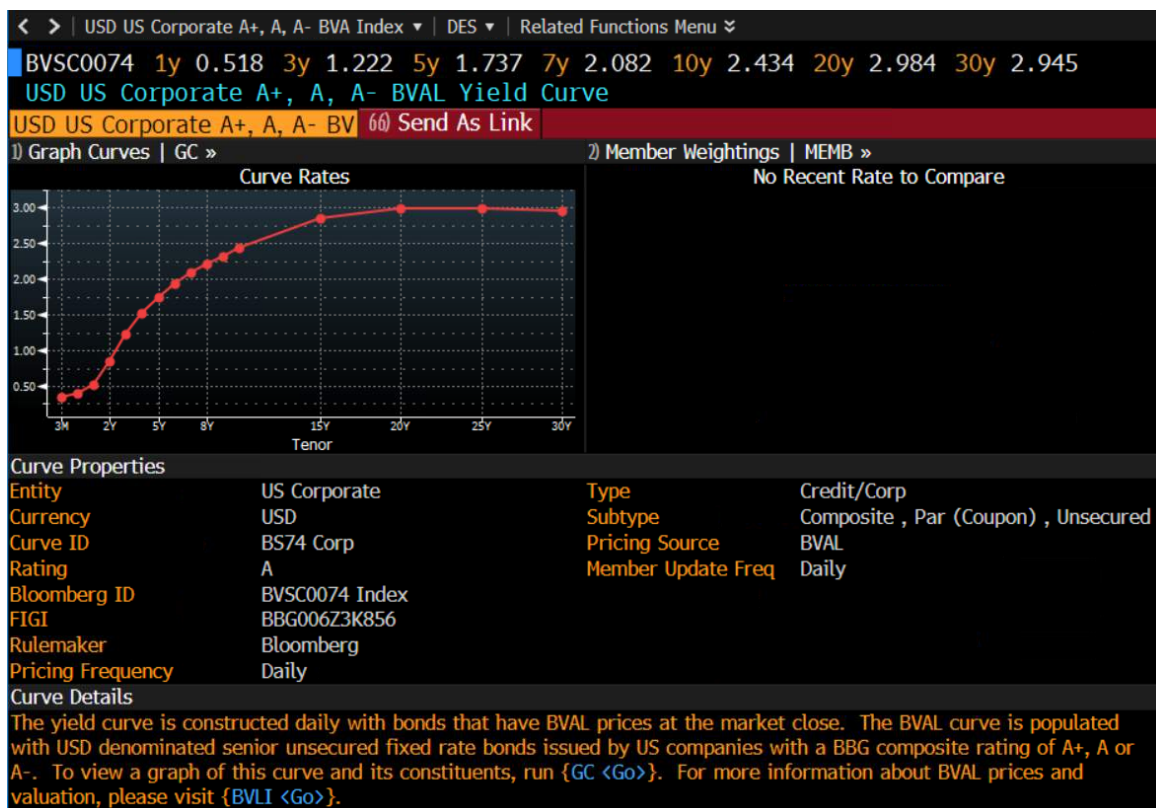 < > | USD US Corporate A+, A, A- BVA Index ▾ | DES ▾ | Related Functions Menu
BVSC0074 1y 0.518 3y 1.222 5y 1.737 7y 2.082 10y 2.434 20y 2.984 30y 2.945
USD US Corporate A+, A, A- BVAL Yield Curve
USD US Corporate A+, A, A- BV 66) Send As Link
1) Graph Curves | GC »
Curve Rates
3.00
2.50
2.00
1.50
1.00
0.50
3M 2Y 5Y 8Y 15Y 20Y 25Y 30Y
Tenor
2) Member Weightings | MEMB »
No Recent Rate to Compare
Curve Properties
Entity US Corporate Type Credit/Corp
Currency USD Subtype Composite , Par (Coupon) , Unsecured
Curve ID BS74 Corp Pricing Source BVAL
Rating A Member Update Freq Daily
Bloomberg ID BVSC0074 Index
FIGI BBG006Z3K856
Rulemaker Bloomberg
Pricing Frequency Daily
Curve Details
The yield curve is constructed daily with bonds that have BVAL prices at the market close. The BVAL curve is populated
with USD denominated senior unsecured fixed rate bonds issued by US companies with a BBG composite rating of A+, A or
A-. To view a graph of this curve and its constituents, run {GC <Go>}. For more information about BVAL prices and
valuation, please visit {BVLI <Go>}.